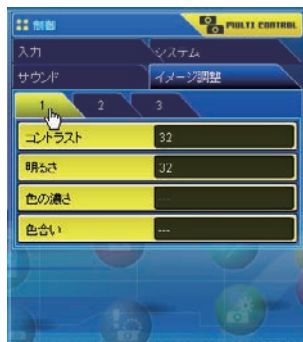 制御
MULTI CONTROL
入力 システム
サウンド イメージ調整
1 2 3
コントラスト 32
明るさ 32
色の濃さ ---
色合い ---